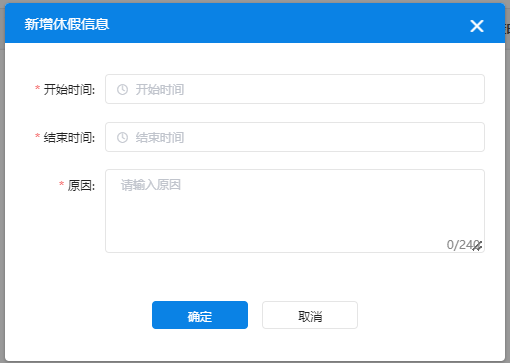 新增休假信息
* 开始时间: 开始时间
* 结束时间: 结束时间
* 原因: 请输入原因
0/240
确定 取消